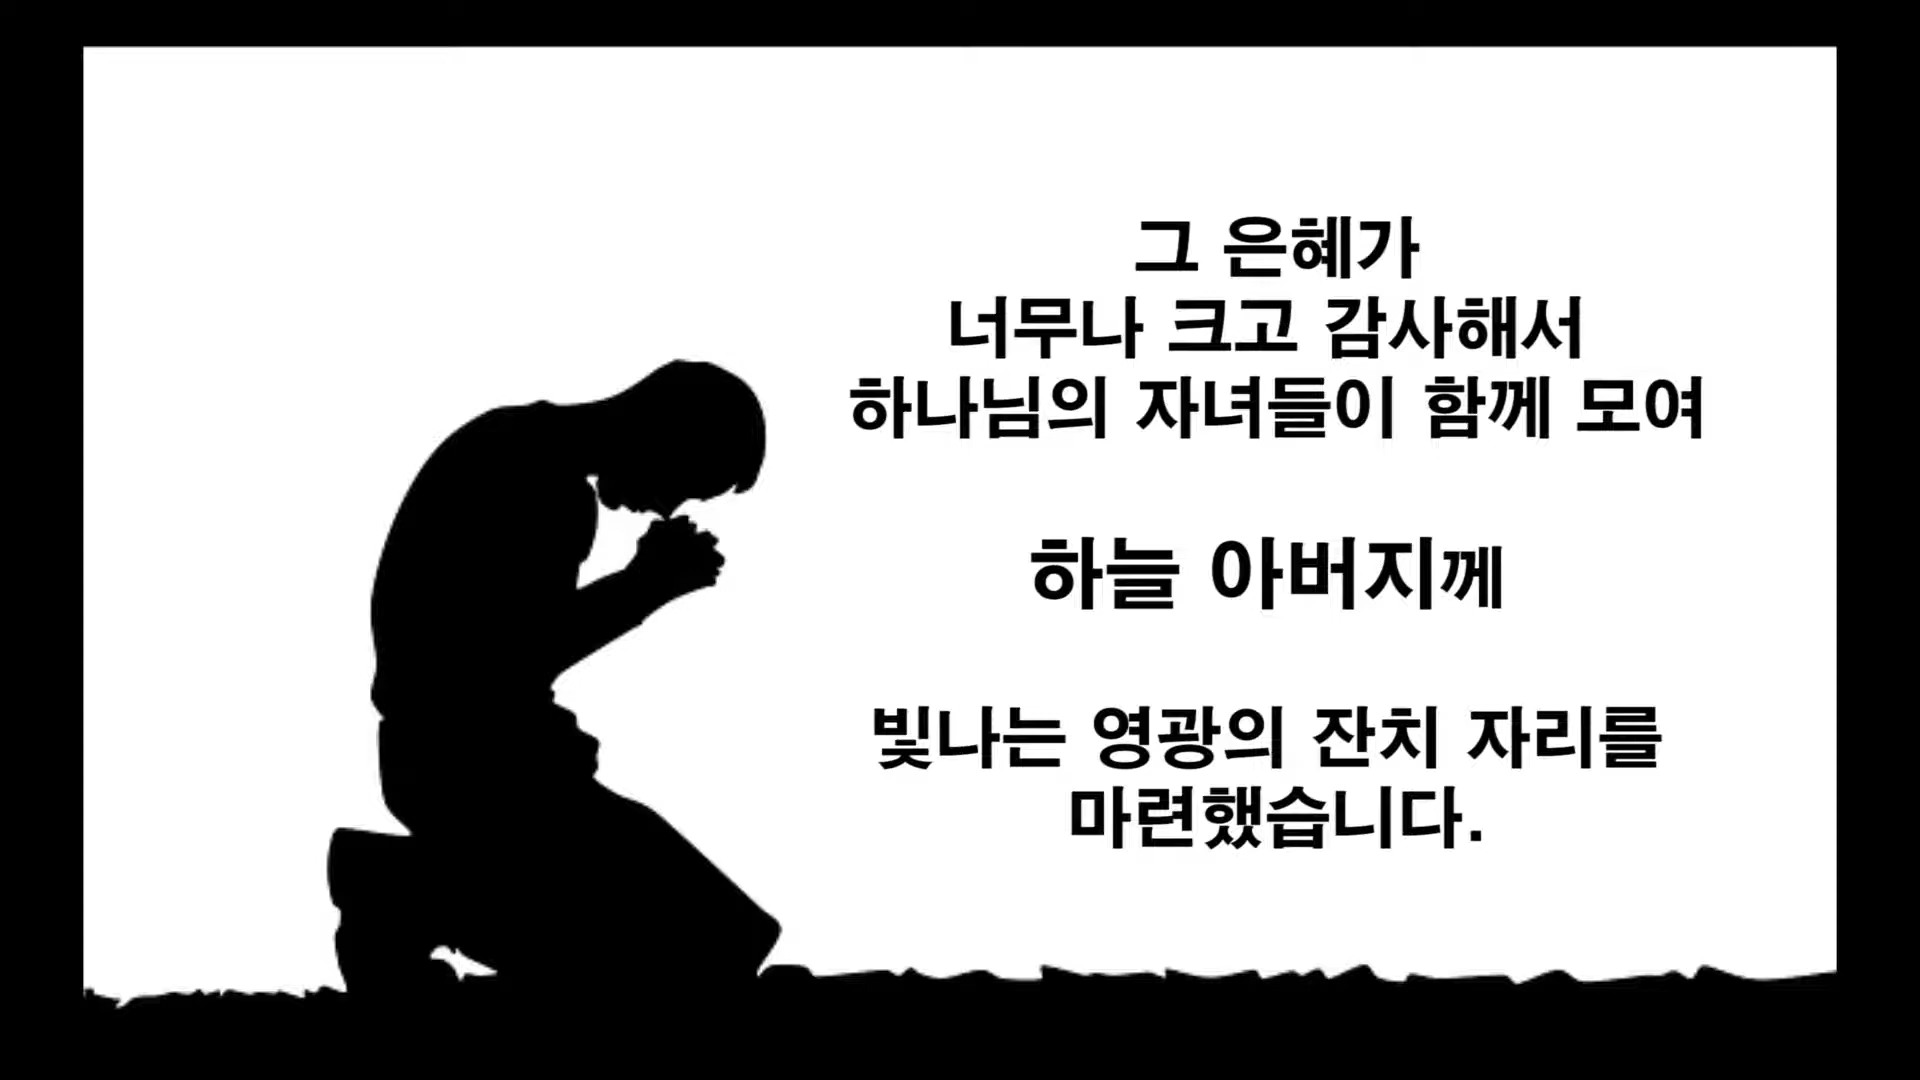 그 은혜가
너무나 크고 감사해서
하나님의 자녀들이 함께 모여
하늘 아버지께
빛나는 영광의 잔치 자리를
마련했습니다.